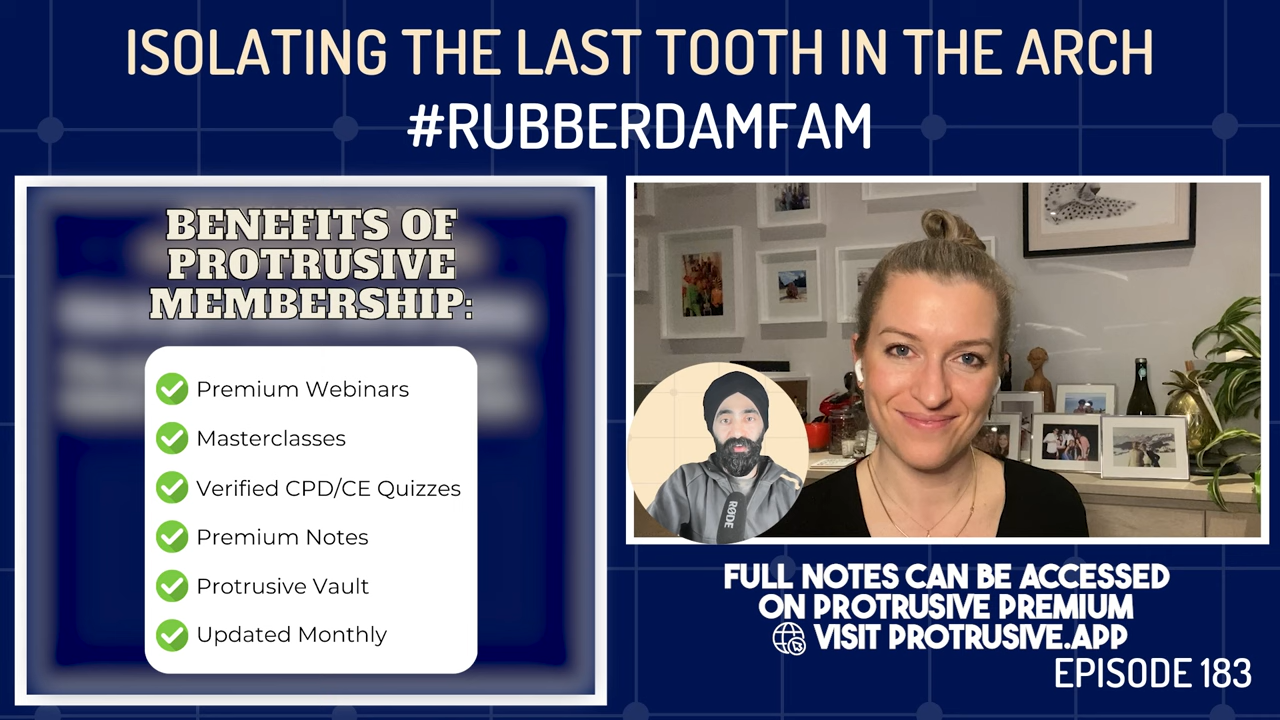 ISOLATING THE LAST TOOTH IN THE ARCH
#RUBBERDAMFAM
BENEFITS OF
PROTRUSIVE
MEMBERSHIP:
Premium Webinars
Masterclasses
Verified CPD/CE Quizzes
Premium Notes
Protrusive Vault
Updated Monthly
RØDE
FULL NOTES CAN BE ACCESSED
ON PROTRUSIVE PREMIUM
VISIT PROTRUSIVE.APP
EPISODE 183